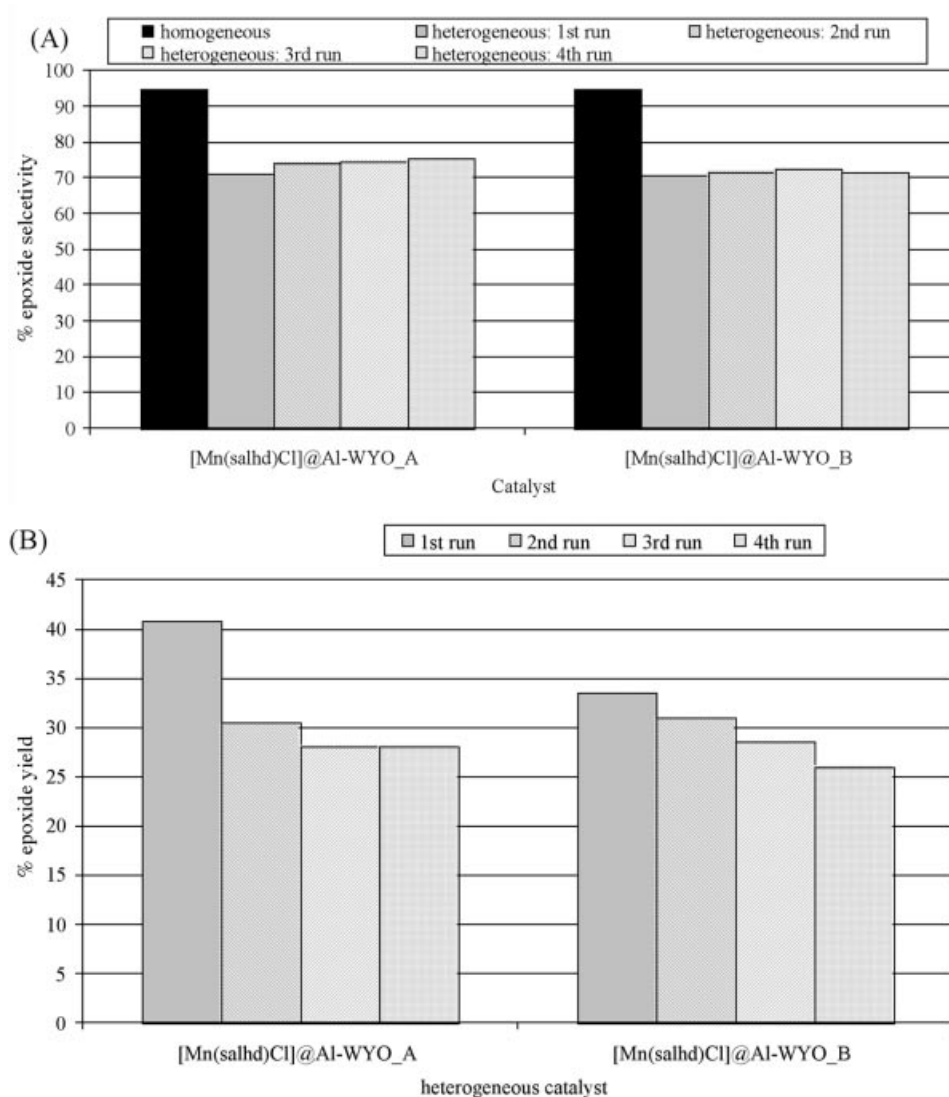 (A)
homogeneous heterogeneous: 1st run heterogeneous: 2nd run
heterogeneous: 3rd run heterogeneous: 4th run
100
90
80
70
60
50
40
30
20
10
0
% epoxide selcetivity
[Mn(salhd)Cl]@Al-WYO_A [Mn(salhd)Cl]@Al-WYO_B
Catalyst
(B)
1st run 2nd run 3rd run 4th run
45
40
35
30
25
20
15
10
5
0
% epoxide yield
[Mn(salhd)Cl]@Al-WYO_A [Mn(salhd)Cl]@Al-WYO_B
heterogeneous catalyst